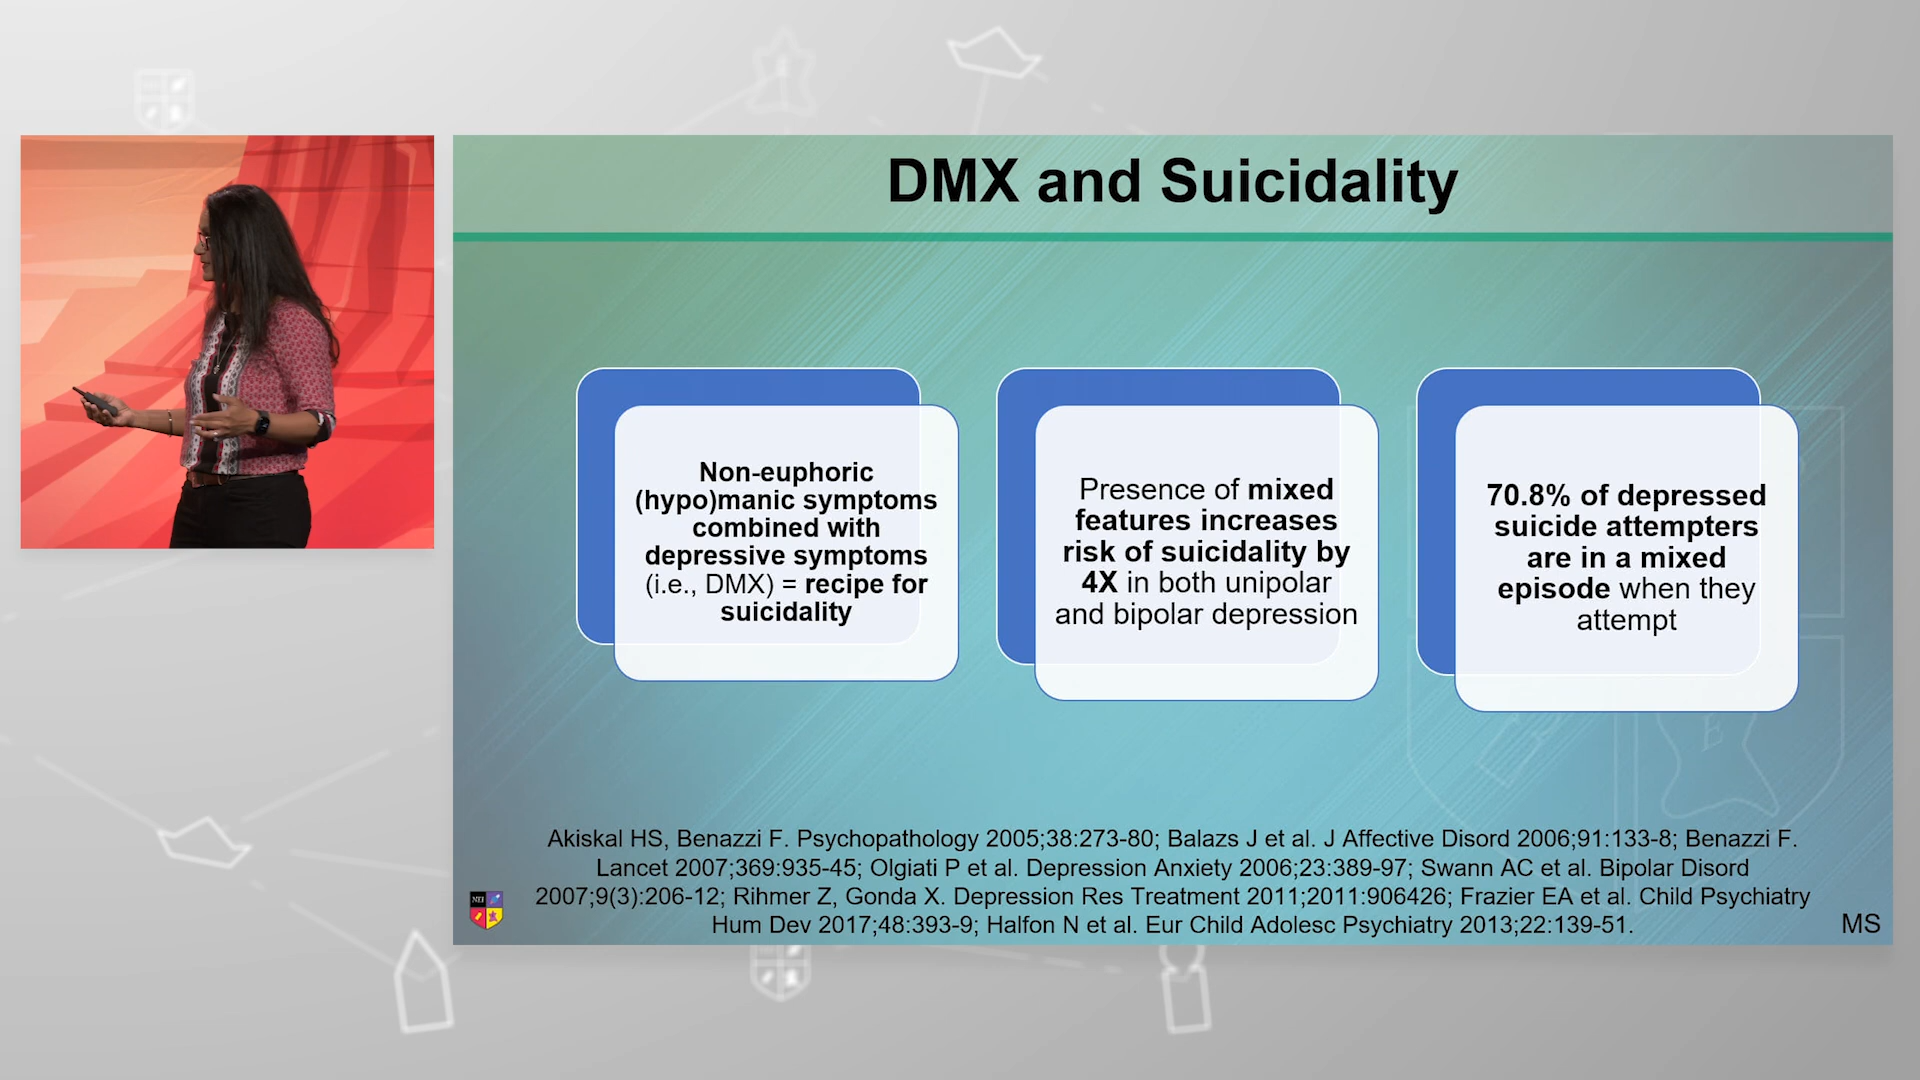 DMX and Suicidality
Non-euphoric
(hypo)manic symptoms
combined with
depressive symptoms
(i.e., DMX) = recipe for
suicidality
Presence of mixed
features increases
risk of suicidality by
4X in both unipolar
and bipolar depression
70.8% of depressed
suicide attempters
are in a mixed
episode when they
attempt
Akiskal HS, Benazzi F. Psychopathology 2005;38:273-80; Balazs J et al. J Affective Disord 2006;91:133-8; Benazzi F.
Lancet 2007;369:935-45; Olgiati P et al. Depression Anxiety 2006;23:389-97; Swann AC et al. Bipolar Disord
2007;9(3):206-12; Rihmer Z, Gonda X. Depression Res Treatment 2011;2011:906426; Frazier EA et al. Child Psychiatry
Hum Dev 2017;48:393-9; Halfon N et al. Eur Child Adolesc Psychiatry 2013;22:139-51.
NEI
MS